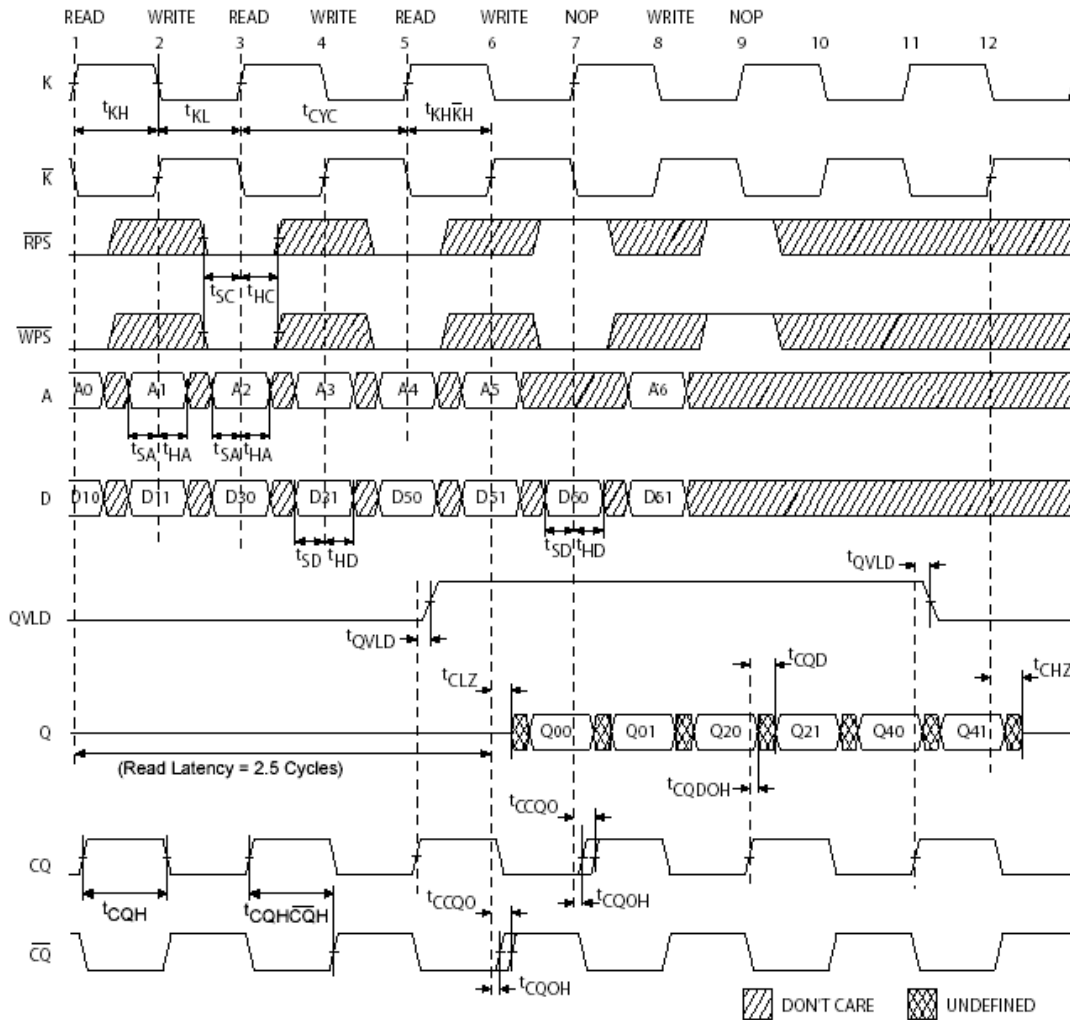 READ WRITE READ WRITE READ WRITE NOP WRITE NOP
1 2 3 4 5 6 7 8 9 10 11 12
K
tKH tKL tCYC tKHK̅H
K̅
R̅P̅S̅
tSC tHC
W̅P̅S̅
A A0 A1 A2 A3 A4 A5 A6
tSA tHA tSA tHA
D D10 D11 D30 D31 D50 D51 D60 D61
tSD tHD tSD tHD
tQVLD
QVLD
tQVLD
tCLZ tCQD tCHZ
Q Q00 Q01 Q20 Q21 Q40 Q41
(Read Latency = 2.5 Cycles)
tCQDOH
tCCQO
CQ
tCQH tCQHC̅Q̅H tCCQO tCQOH
C̅Q̅
tCQOH
DON'T CARE UNDEFINED